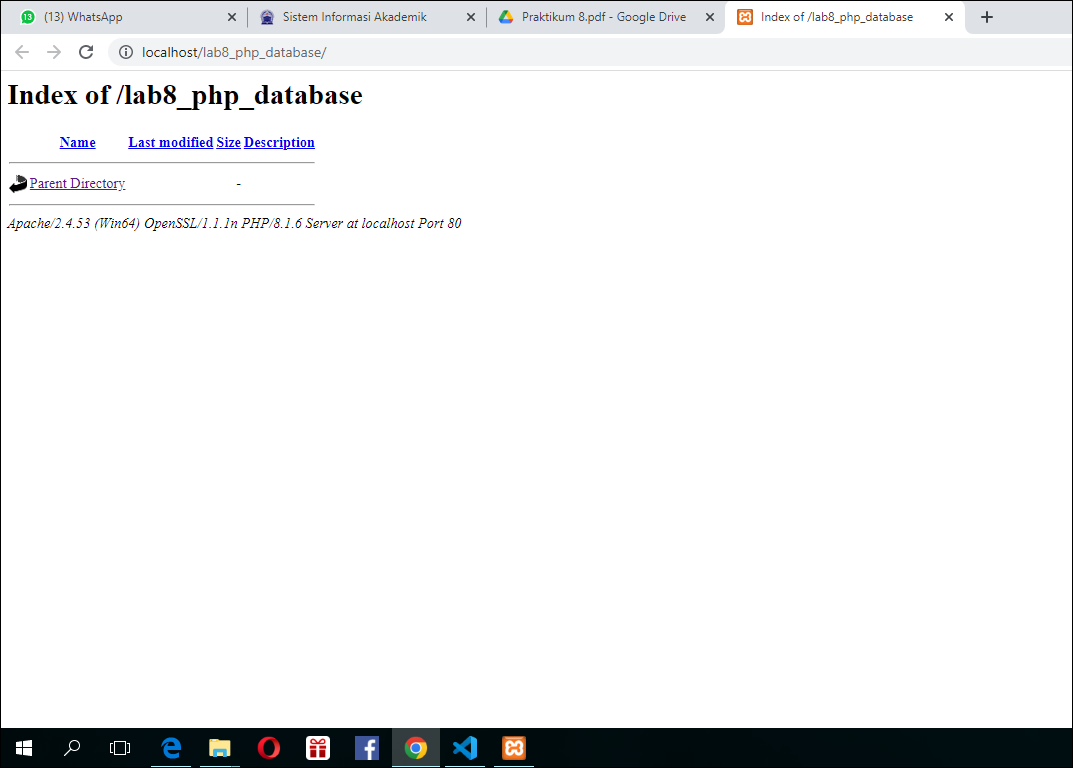 13 (13) WhatsApp Sistem Informasi Akademik Praktikum 8.pdf - Google Drive Index of /lab8_php_database
localhost/lab8_php_database/
Index of /lab8_php_database
Name Last modified Size Description
Parent Directory -
Apache/2.4.53 (Win64) OpenSSL/1.1.1n PHP/8.1.6 Server at localhost Port 80